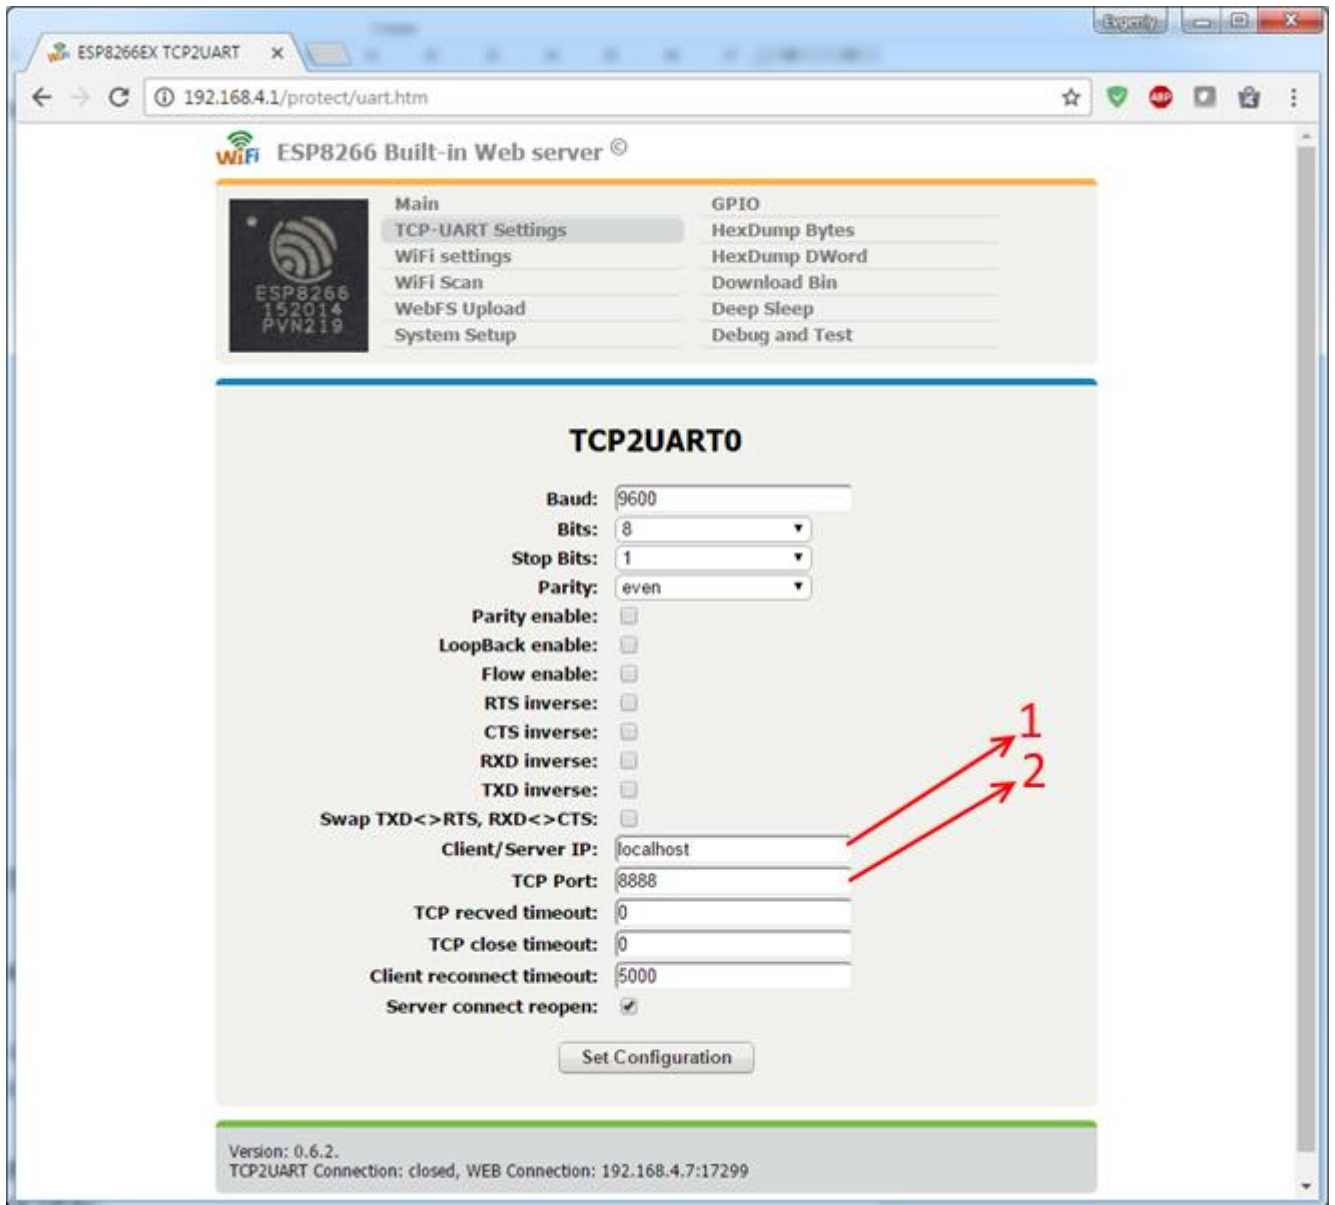 Evgeniy
ESP8266EX TCP2UART
192.168.4.1/protect/uart.htm
ABP
WiFi ESP8266 Built-in Web server ©
Main
TCP-UART Settings
WiFi settings
WiFi Scan
WebFS Upload
System Setup
GPIO
HexDump Bytes
HexDump DWord
Download Bin
Deep Sleep
Debug and Test
ESP8266
152014
PVN219
TCP2UART0
Baud: 9600
Bits: 8
Stop Bits: 1
Parity: even
Parity enable:
LoopBack enable:
Flow enable:
RTS inverse:
CTS inverse:
RXD inverse:
TXD inverse:
Swap TXD<>RTS, RXD<>CTS:
Client/Server IP: localhost
1
TCP Port: 8888
2
TCP recved timeout: 0
TCP close timeout: 0
Client reconnect timeout: 5000
Server connect reopen:
Set Configuration
Version: 0.6.2.
TCP2UART Connection: closed, WEB Connection: 192.168.4.7:17299